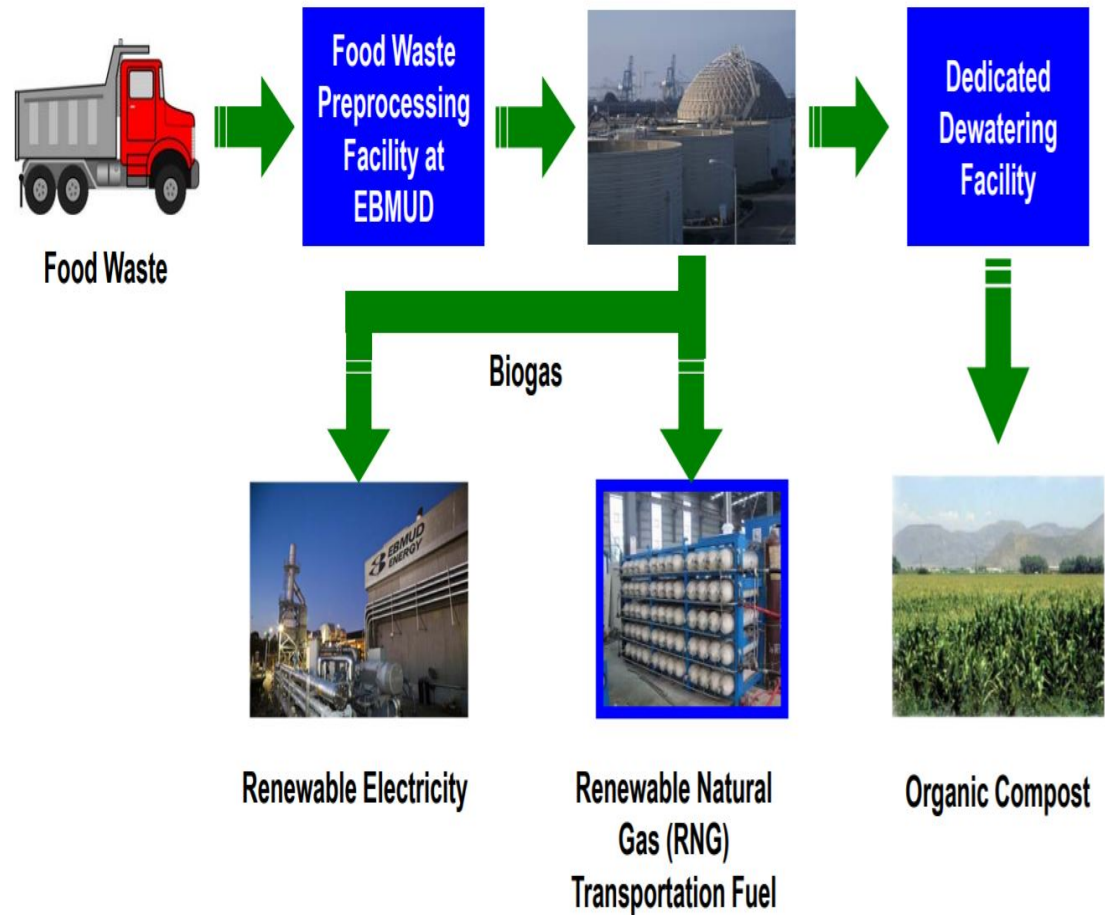 Food Waste
Preprocessing
Facility at
EBMUD
Dedicated
Dewatering
Facility
Food Waste
Biogas
EBMUD
ENERGY
Renewable Electricity
Renewable Natural
Gas (RNG)
Transportation Fuel
Organic Compost